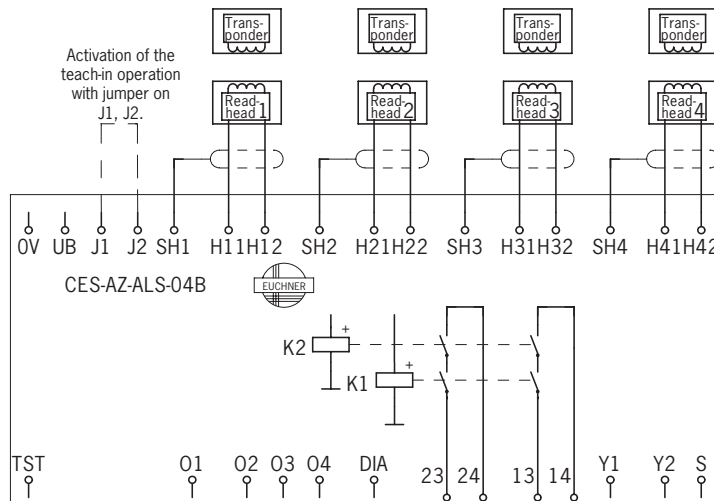 Trans-
ponder
Trans-
ponder
Trans-
ponder
Trans-
ponder
Activation of the
teach-in operation
with jumper on
J1, J2.
Read-
head 1
Read-
head 2
Read-
head 3
Read-
head 4
0V UB J1 J2 SH1 H11 H12 SH2 H21 H22 SH3 H31 H32 SH4 H41 H42
CES-AZ-ALS-04B
EUCHNER
K2 +
K1 +
TST O1 O2 O3 O4 DIA 23 24 13 14 Y1 Y2 S